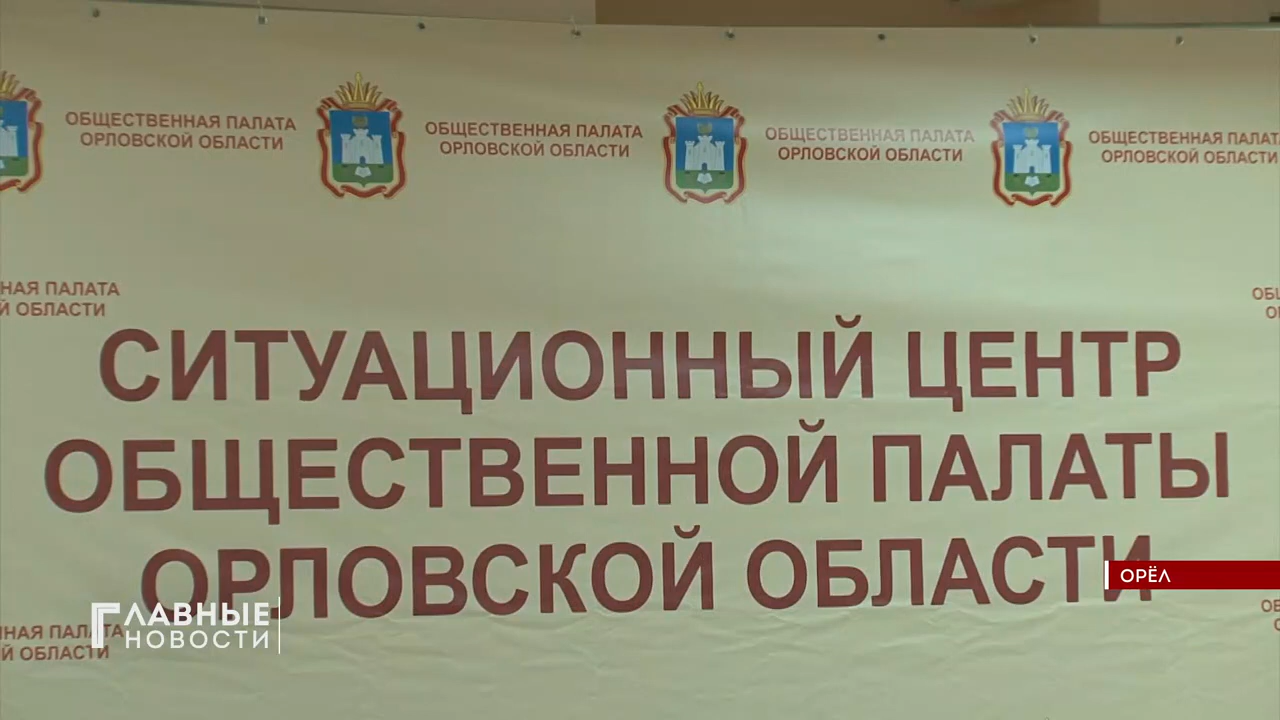 ОБЩЕСТВЕННАЯ ПАЛАТА
ОРЛОВСКОЙ ОБЛАСТИ
ОБЩЕСТВЕННАЯ ПАЛАТА
ОРЛОВСКОЙ ОБЛАСТИ
ОБЩЕСТВЕННАЯ ПАЛАТА
ОРЛОВСКОЙ ОБЛАСТИ
ОБЩЕСТВЕННАЯ ПАЛАТА
ОРЛОВСКОЙ ОБЛАСТИ
НАЯ ПАЛАТА
Й ОБЛАСТИ
СИТУАЦИОННЫЙ ЦЕНТР
ОБЩЕСТВЕННОЙ ПАЛАТЫ
ОРЛОВСКОЙ ОБЛАСТИ
ОРЁЛ
ННАЯ ПАЛАТА
Й ОБЛАСТИ
ГЛАВНЫЕ
НОВОСТИ